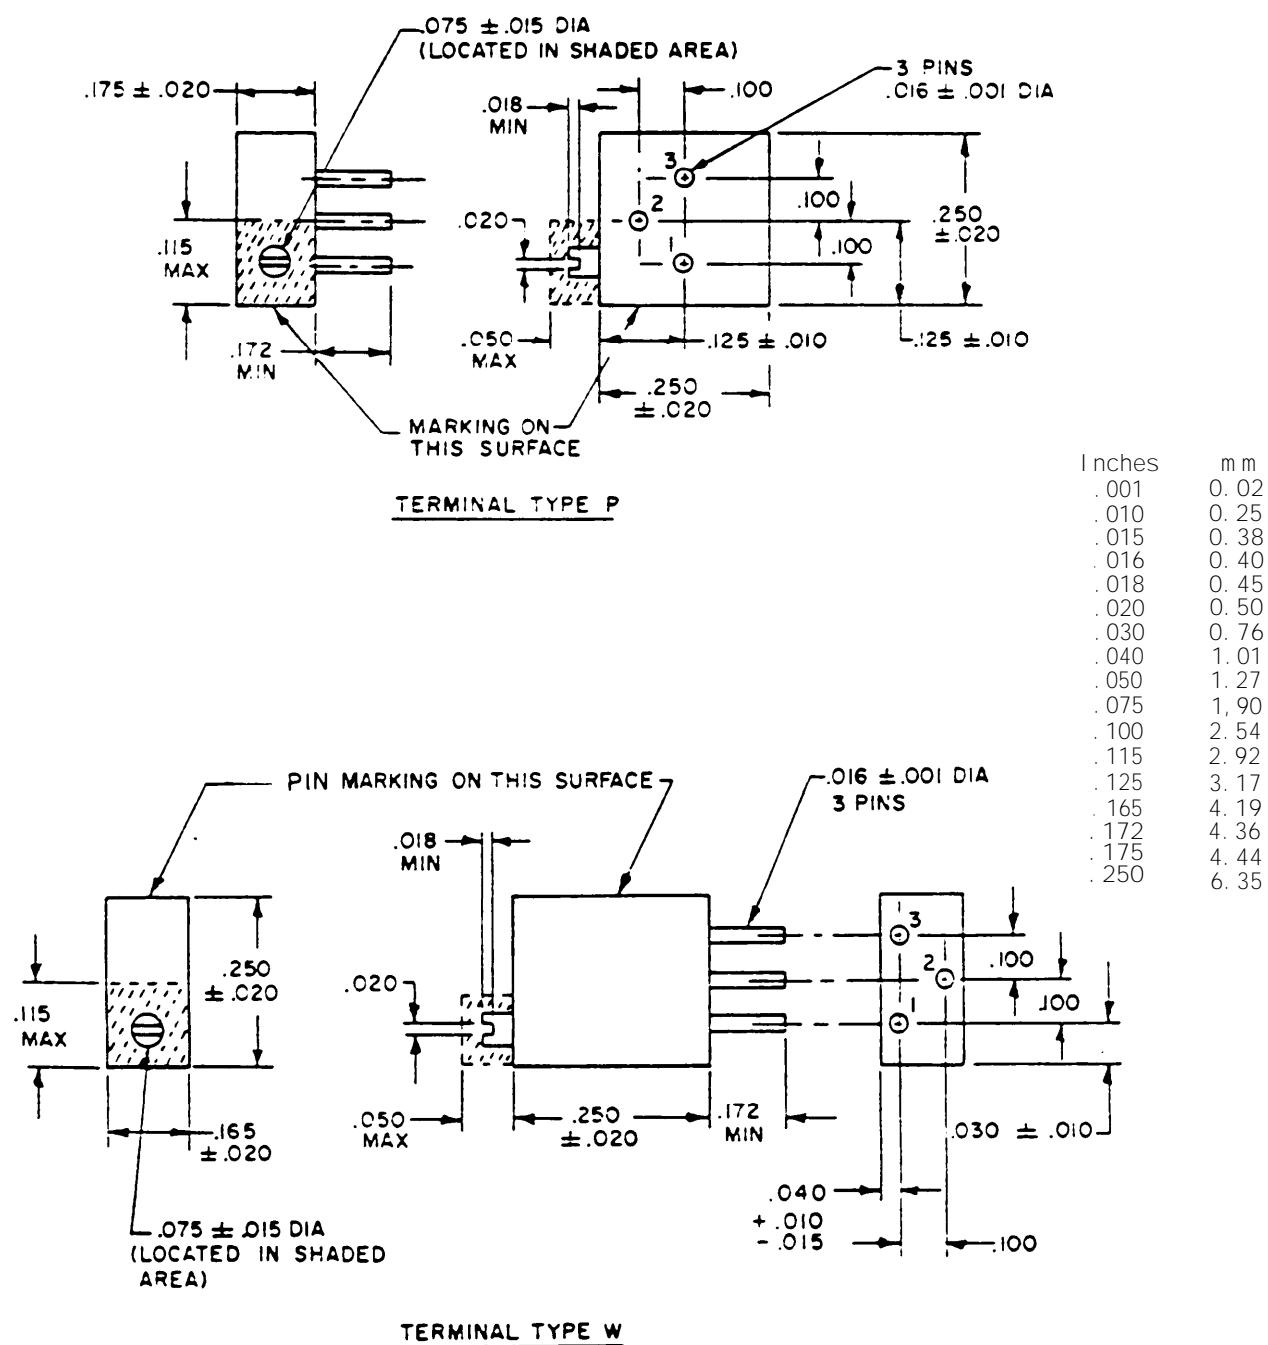 .075 ± .015 DIA
(LOCATED IN SHADED AREA)
.175 ± .020
.018
MIN
.100
3 PINS
.016 ± .001 DIA
3
2
1
.100
.100
.250
± .020
.020
.115
MAX
.172
MIN
.050
MAX
.125 ± .010
.125 ± .010
.250
± .020
MARKING ON
THIS SURFACE
TERMINAL TYPE P
Inches mm
.001 0.02
.010 0.25
.015 0.38
.016 0.40
.018 0.45
.020 0.50
.030 0.76
.040 1.01
.050 1.27
.075 1,90
.100 2.54
.115 2.92
.125 3.17
.165 4.19
.172 4.36
.175 4.44
.250 6.35
PIN MARKING ON THIS SURFACE
.016 ± .001 DIA
3 PINS
.018
MIN
3
2
1
.100
.100
.250
± .020
.020
.115
MAX
.050
MAX
.250
± .020
.172
MIN
.030 ± .010
.165
± .020
.040
+ .010
- .015
.100
.075 ± .015 DIA
(LOCATED IN SHADED
AREA)
TERMINAL TYPE W